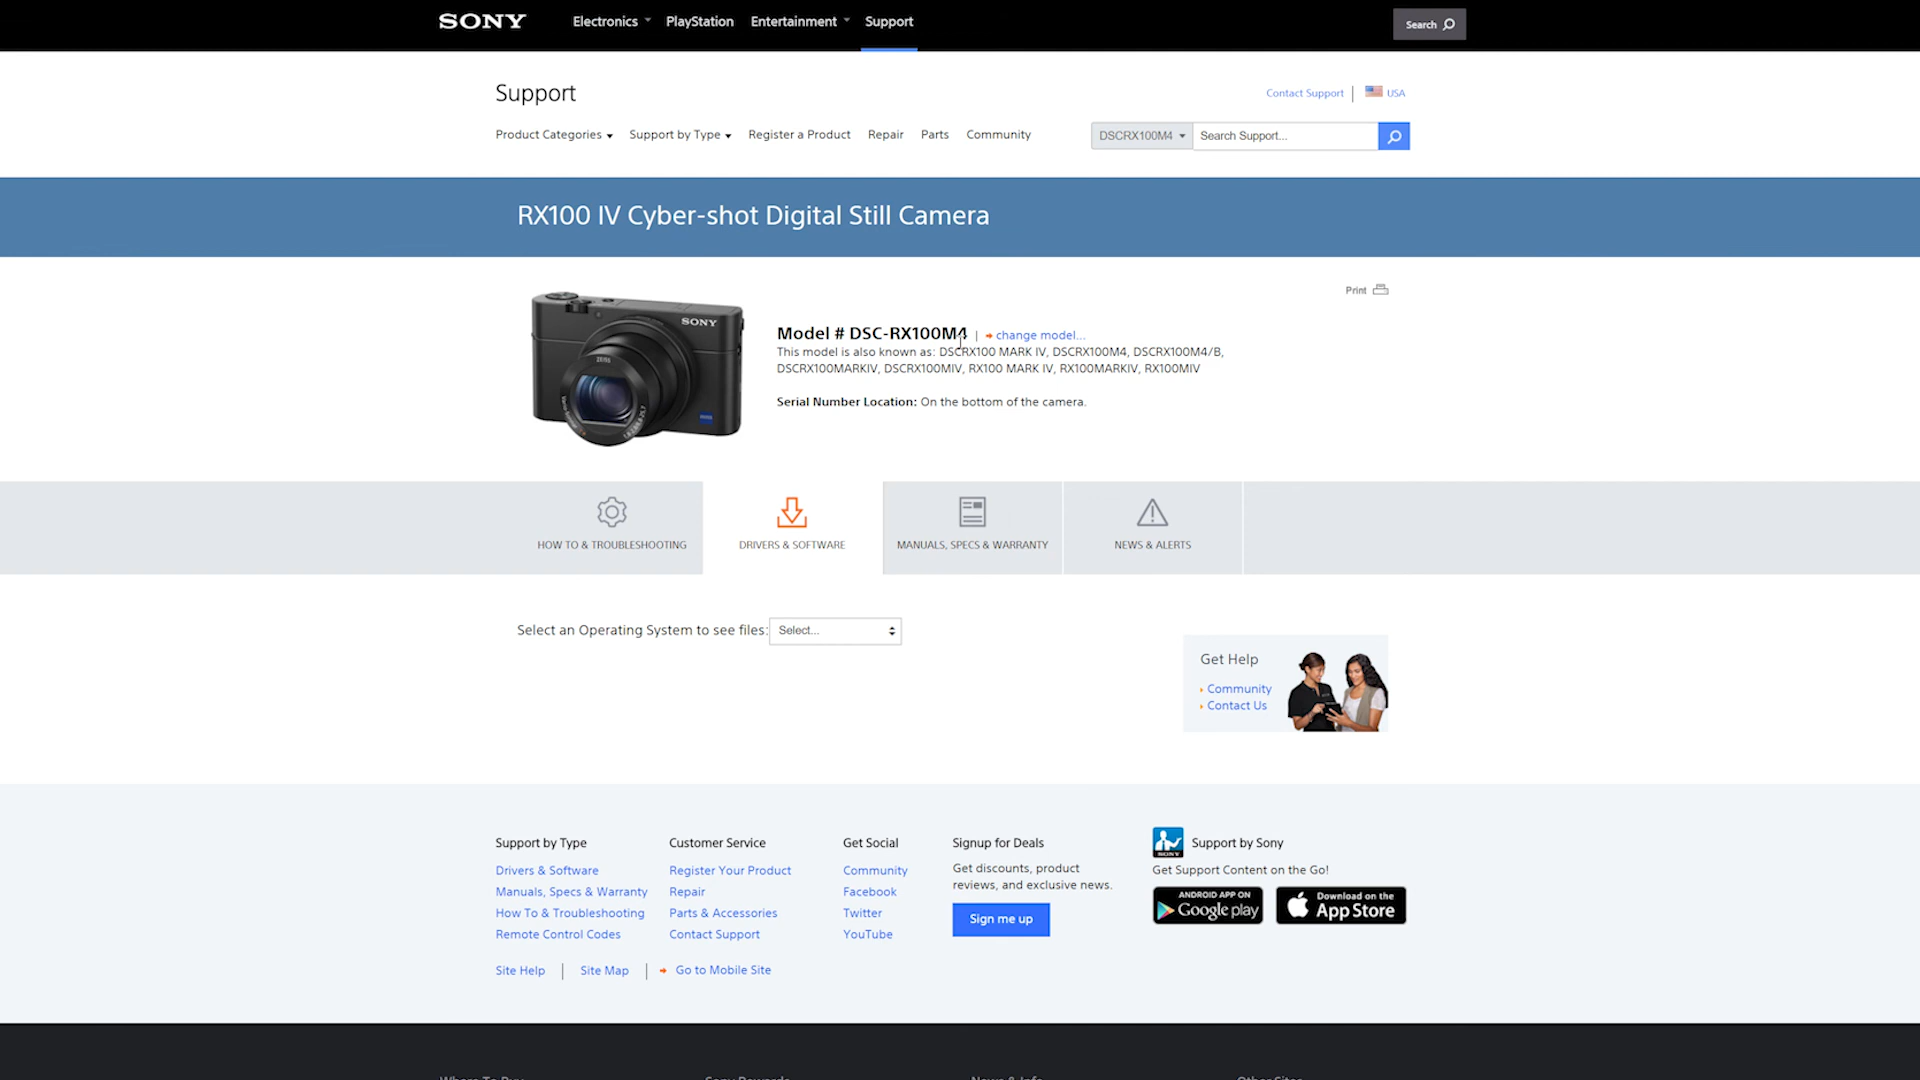 SONY
Electronics
PlayStation
Entertainment
Support
Search
Support
Contact Support
USA
Product Categories
Support by Type
Register a Product
Repair
Parts
Community
DSCRX100M4
Search Support...
RX100 IV Cyber-shot Digital Still Camera
Print
SONY
ZEISS
Model # DSC-RX100M4 | change model...
This model is also known as: DSCRX100 MARK IV, DSCRX100M4, DSCRX100M4/B,
DSCRX100MARKIV, DSCRX100MIV, RX100 MARK IV, RX100MARKIV, RX100MIV
Serial Number Location: On the bottom of the camera.
HOW TO & TROUBLESHOOTING
DRIVERS & SOFTWARE
MANUALS, SPECS & WARRANTY
NEWS & ALERTS
Select an Operating System to see files:
Select...
Get Help
Community
Contact Us
Support by Type
Drivers & Software
Manuals, Specs & Warranty
How To & Troubleshooting
Remote Control Codes
Customer Service
Register Your Product
Repair
Parts & Accessories
Contact Support
Get Social
Community
Facebook
Twitter
YouTube
Signup for Deals
Get discounts, product
reviews, and exclusive news.
Sign me up
SONY
Support by Sony
Get Support Content on the Go!
ANDROID APP ON
Google play
Download on the
App Store
Site Help | Site Map | Go to Mobile Site